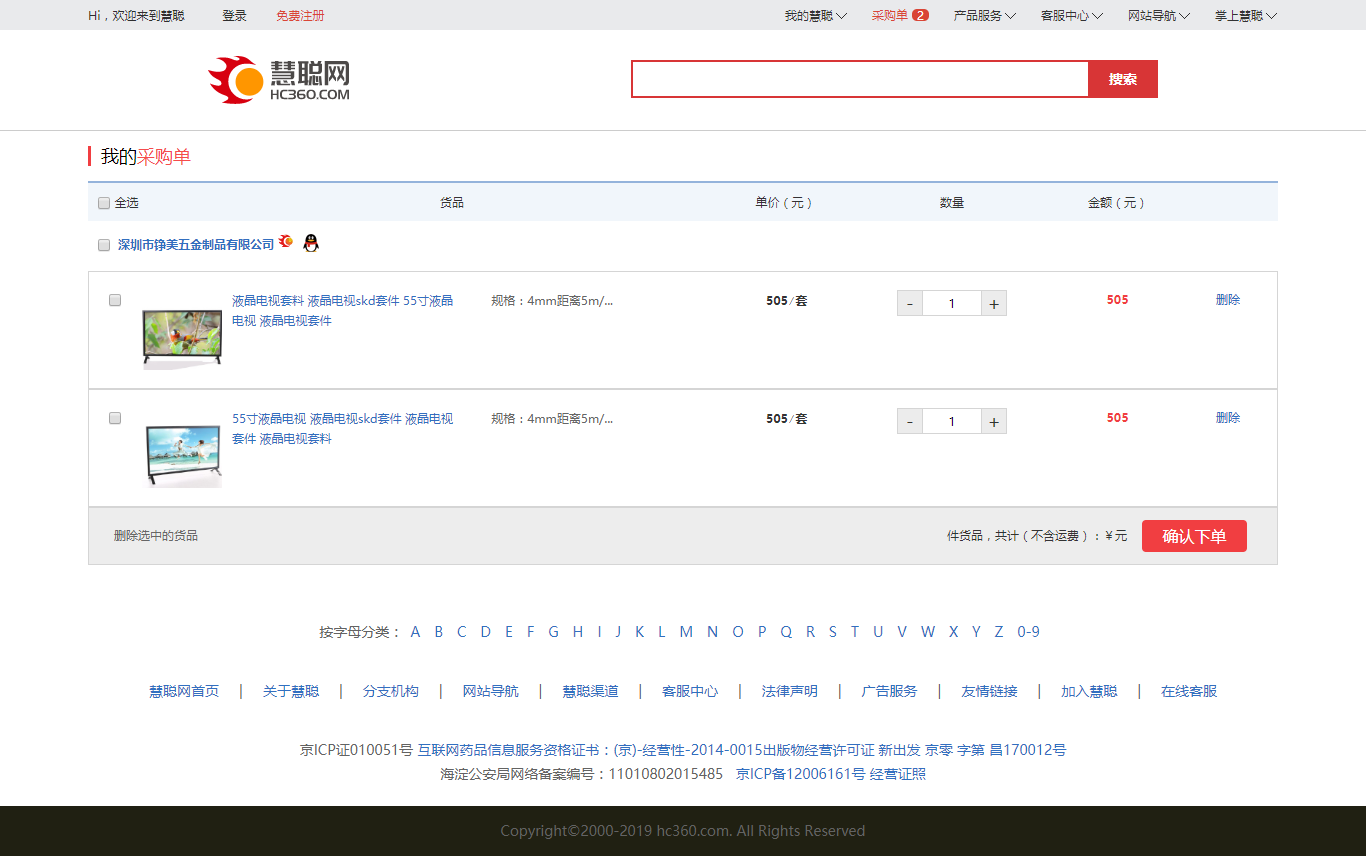 Hi，欢迎来到慧聪 登录 免费注册 我的慧聪 采购单 2 产品服务 客服中心 网站导航 掌上慧聪
慧聪网
HC360.COM
搜索
我的采购单
全选 货品 单价（元） 数量 金额（元）
深圳市铮美五金制品有限公司
液晶电视套料 液晶电视skd套件 55寸液晶 规格：4mm距离5m/... 505/套 - 1 + 505 删除
电视 液晶电视套件
55寸液晶电视 液晶电视skd套件 液晶电视 规格：4mm距离5m/... 505/套 - 1 + 505 删除
套件 液晶电视套料
删除选中的货品 件货品，共计（不含运费）：¥元 确认下单
按字母分类： A B C D E F G H I J K L M N O P Q R S T U V W X Y Z 0-9
慧聪网首页 | 关于慧聪 | 分支机构 | 网站导航 | 慧聪渠道 | 客服中心 | 法律声明 | 广告服务 | 友情链接 | 加入慧聪 | 在线客服
京ICP证010051号 互联网药品信息服务资格证书：(京)-经营性-2014-0015出版物经营许可证 新出发 京零 字第 昌170012号
海淀公安局网络备案编号：11010802015485 京ICP备12006161号 经营证照
Copyright©2000-2019 hc360.com. All Rights Reserved